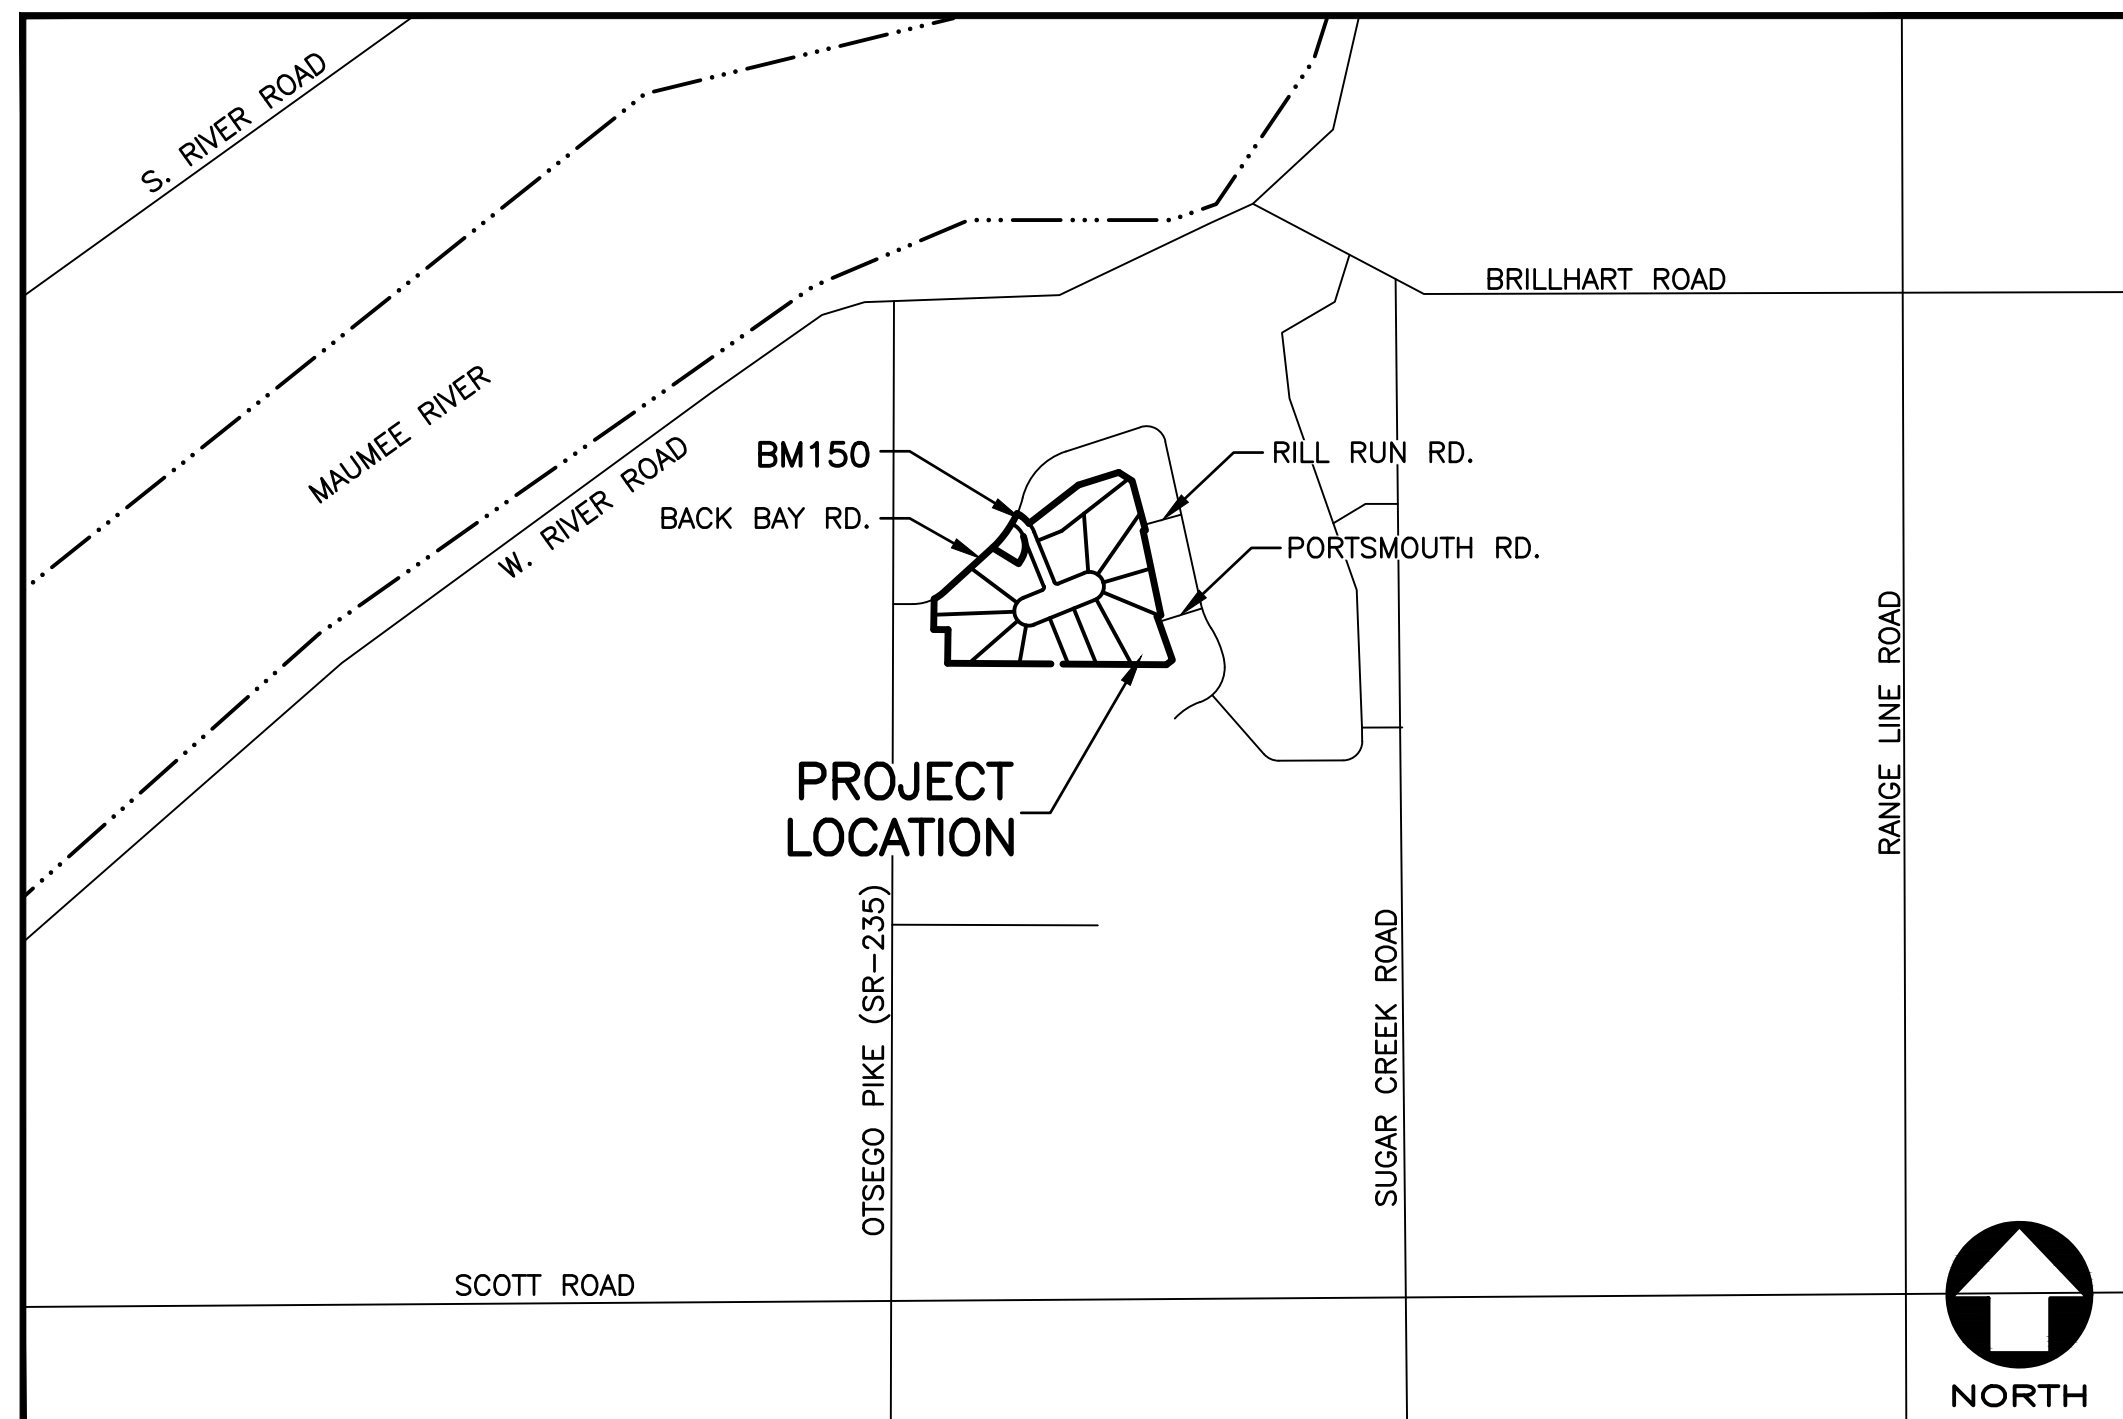 S. RIVER ROAD
BRILLHART ROAD
MAUMEE RIVER
W. RIVER ROAD
BM150
RILL RUN RD.
BACK BAY RD.
PORTSMOUTH RD.
RANGE LINE ROAD
PROJECT
LOCATION
OTSEGO PIKE (SR-235)
SUGAR CREEK ROAD
SCOTT ROAD
NORTH